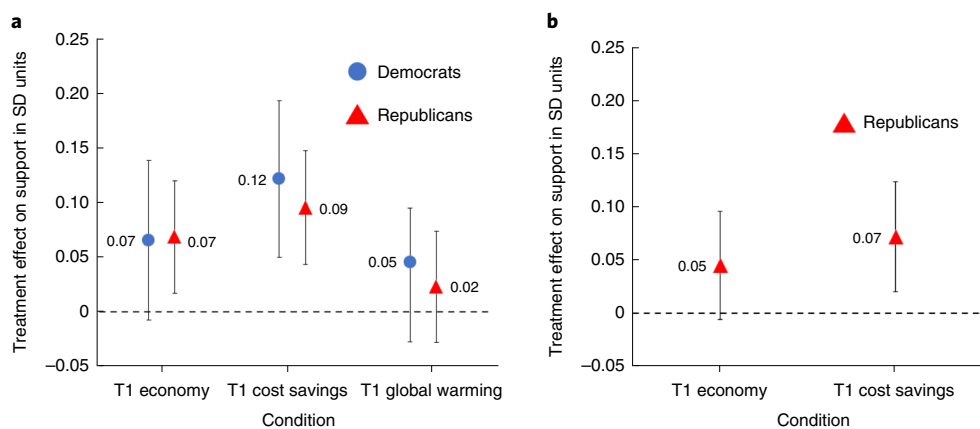 a
Treatment effect on support in SD units
0.25
0.20
0.15
0.10
0.05
0
–0.05
Democrats
Republicans
0.07
0.07
0.12
0.09
0.05
0.02
T1 economy
T1 cost savings
T1 global warming
Condition
b
Treatment effect on support in SD units
0.25
0.20
0.15
0.10
0.05
0
–0.05
Republicans
0.05
0.07
T1 economy
T1 cost savings
Condition